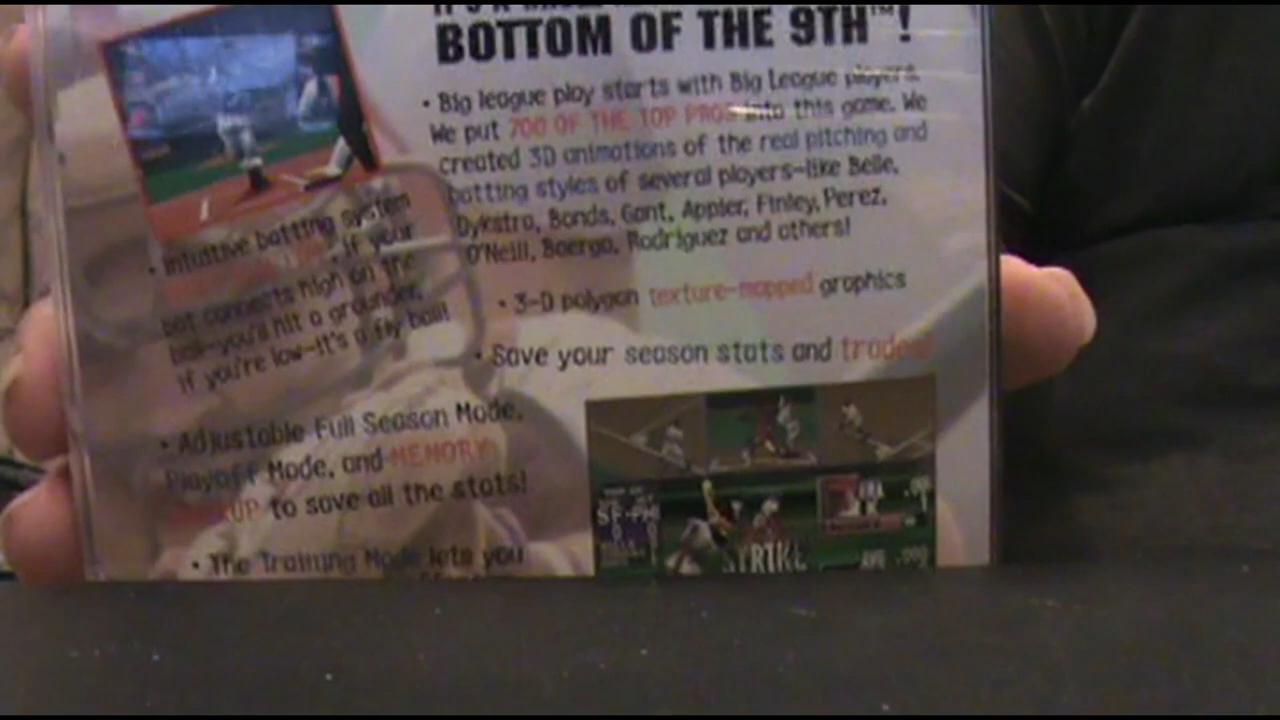 BOTTOM OF THE 9TH™!
• Big league play starts with Big League players.
We put 700 OF THE TOP PROS into this game. We
created 3D animations of the real pitching and
batting styles of several players—like Belle,
Dykstra, Bonds, Gant, Appier, Finley, Perez,
O'Neill, Baerga, Rodriguez and others!
• 3-D polygon texture-mapped graphics
• Save your season stats and trades!
• Intuitive batting system
. If your
bat connects high on the
ball—you'll hit a grounder,
if you're low—it's a fly ball!
• Adjustable Full Season Mode,
Playoff Mode, and MEMORY
UP to save all the stats!
• The Training Mode lets you
STRIKE